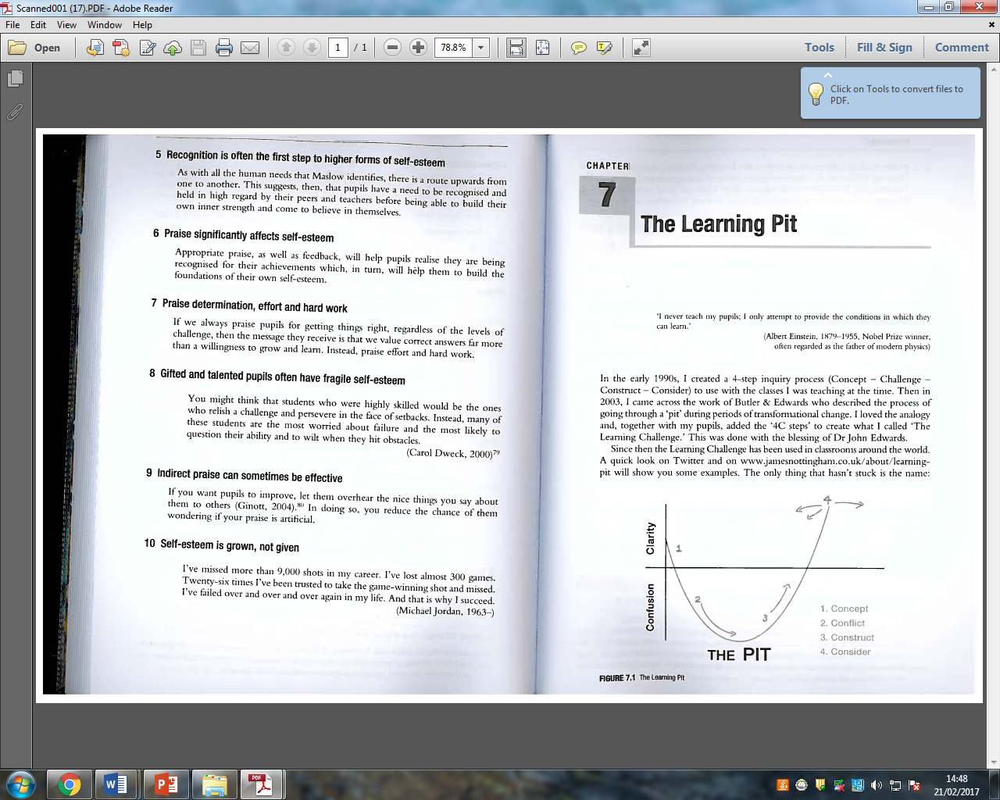 Scanned001 (17).PDF - Adobe Reader
File Edit View Window Help
Open 1 / 1 78.8% Tools Fill & Sign Comment
Click on Tools to convert files to
PDF.
5 Recognition is often the first step to higher forms of self-esteem
As with all the human needs that Maslow identifies, there is a route upwards from
one to another. This suggests, then, that pupils have a need to be recognised and
held in high regard by their peers and teachers before being able to build their
own inner strength and come to believe in themselves.
6 Praise significantly affects self-esteem
Appropriate praise, as well as feedback, will help pupils realise they are being
recognised for their achievements which, in turn, will help them to build the
foundations of their own self-esteem.
7 Praise determination, effort and hard work
If we always praise pupils for getting things right, regardless of the levels of
challenge, then the message they receive is that we value correct answers far more
than a willingness to grow and learn. Instead, praise effort and hard work.
8 Gifted and talented pupils often have fragile self-esteem
You might think that students who were highly skilled would be the ones
who relish a challenge and persevere in the face of setbacks. Instead, many of
these students are the most worried about failure and the most likely to
question their ability and to wilt when they hit obstacles.
(Carol Dweck, 2000)79
9 Indirect praise can sometimes be effective
If you want pupils to improve, let them overhear the nice things you say about
them to others (Ginott, 2004).80 In doing so, you reduce the chance of them
wondering if your praise is artificial.
10 Self-esteem is grown, not given
I've missed more than 9,000 shots in my career. I've lost almost 300 games.
Twenty-six times I've been trusted to take the game-winning shot and missed.
I've failed over and over and over again in my life. And that is why I succeed.
(Michael Jordan, 1963–)
CHAPTER
7
The Learning Pit
'I never teach my pupils; I only attempt to provide the conditions in which they
can learn.'
(Albert Einstein, 1879–1955, Nobel Prize winner,
often regarded as the father of modern physics)
In the early 1990s, I created a 4-step inquiry process (Concept – Challenge –
Construct – Consider) to use with the classes I was teaching at the time. Then in
2003, I came across the work of Butler & Edwards who described the process of
going through a 'pit' during periods of transformational change. I loved the analogy
and, together with my pupils, added the '4C steps' to create what I called 'The
Learning Challenge.' This was done with the blessing of Dr John Edwards.
Since then the Learning Challenge has been used in classrooms around the world.
A quick look on Twitter and on www.jamesnottingham.co.uk/about/learning-
pit will show you some examples. The only thing that hasn't stuck is the name:
Clarity
Confusion
1
2
3
4
1. Concept
2. Conflict
3. Construct
4. Consider
THE PIT
FIGURE 7.1 The Learning Pit
14:48
21/02/2017